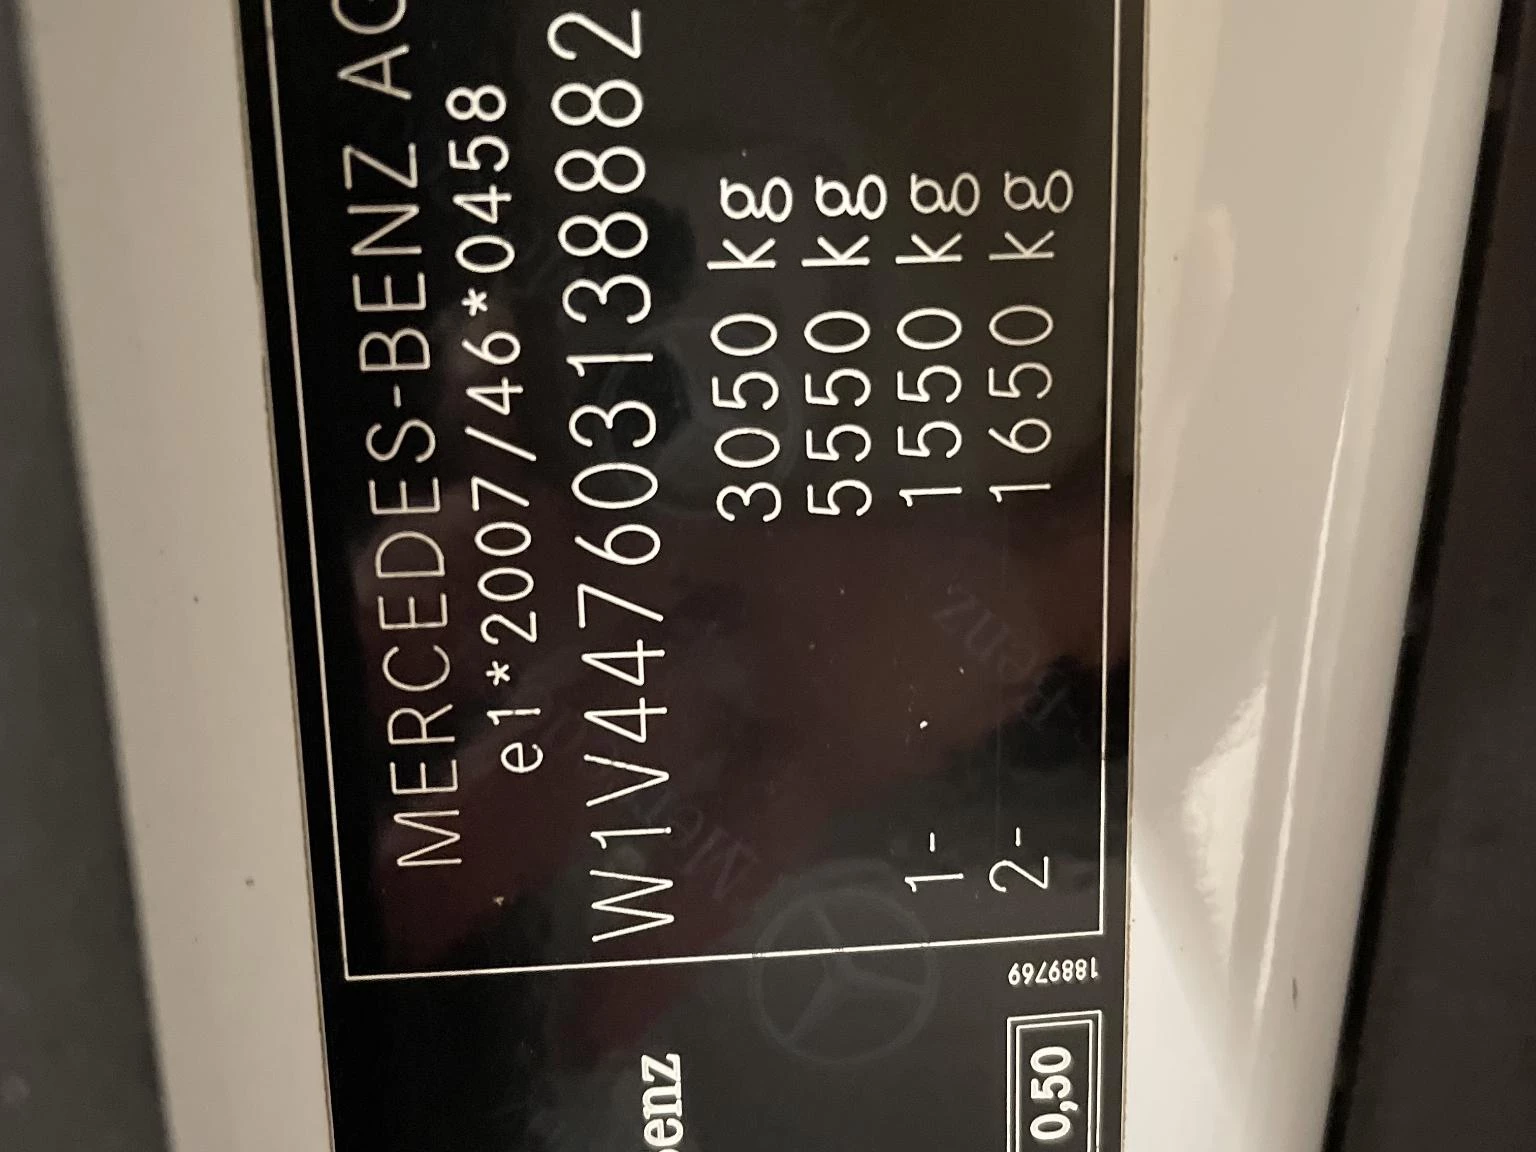 MERCEDES-BENZ AG
e1*2007/46*0458
W1V447603138882
3050 kg
5550 kg
1- 1550 kg
2- 1650 kg
1889769
enz
0,50